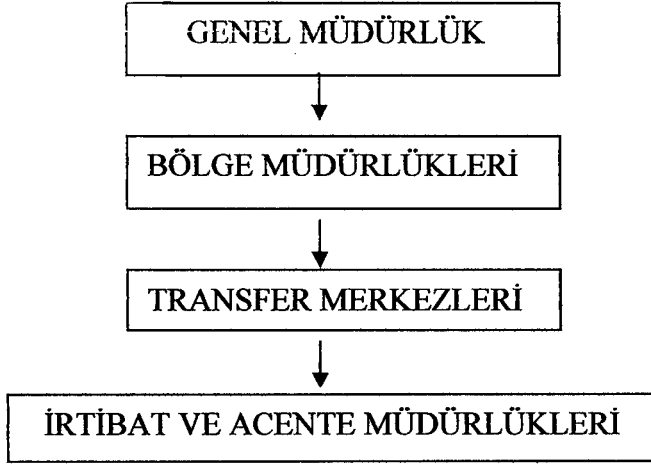 GENEL MÜDÜRLÜK
BÖLGE MÜDÜRLÜKLERİ
TRANSFER MERKEZLERİ
İRTİBAT VE ACENTE MÜDÜRLÜKLERİ